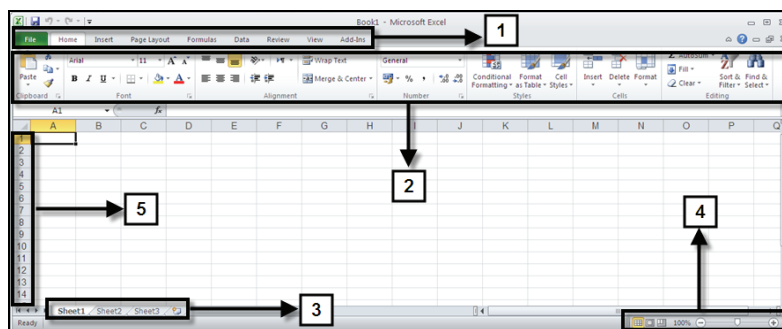 Book1 - Microsoft Excel
1
File Home Insert Page Layout Formulas Data Review View Add-Ins
Paste Arial 11 A A Wrap Text General Σ AutoSum
B I U A Merge & Center % , .0 .00 Conditional Formatting Format as Table Cell Styles Insert Delete Format Fill Clear Sort & Filter Find & Select
Clipboard Font Alignment Number Styles Cells Editing
A1 fx
A B C D E F G H I J K L M N O P Q
1
2
3
4
5
2
6
7
5
4
8
9
10
11
12
13
14
Sheet1 Sheet2 Sheet3
3
Ready 100%